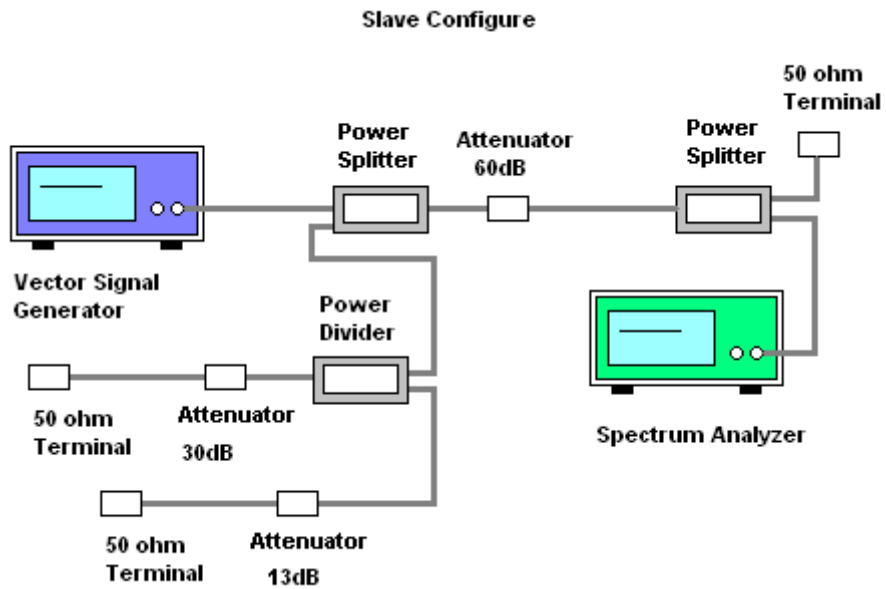 Slave Configure
50 ohm
Terminal
Power
Splitter
Attenuator
60dB
Power
Splitter
Vector Signal
Generator
Power
Divider
50 ohm
Terminal
Attenuator
30dB
Spectrum Analyzer
50 ohm
Terminal
Attenuator
13dB